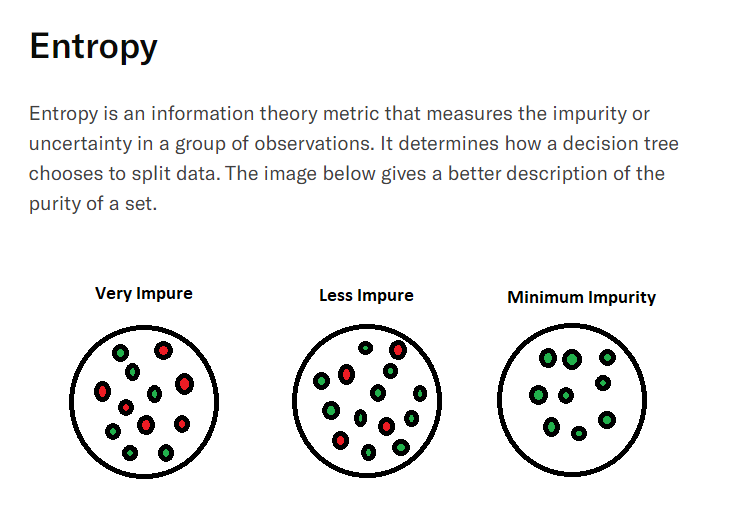 Entropy
Entropy is an information theory metric that measures the impurity or
uncertainty in a group of observations. It determines how a decision tree
chooses to split data. The image below gives a better description of the
purity of a set.
Very Impure
Less Impure
Minimum Impurity